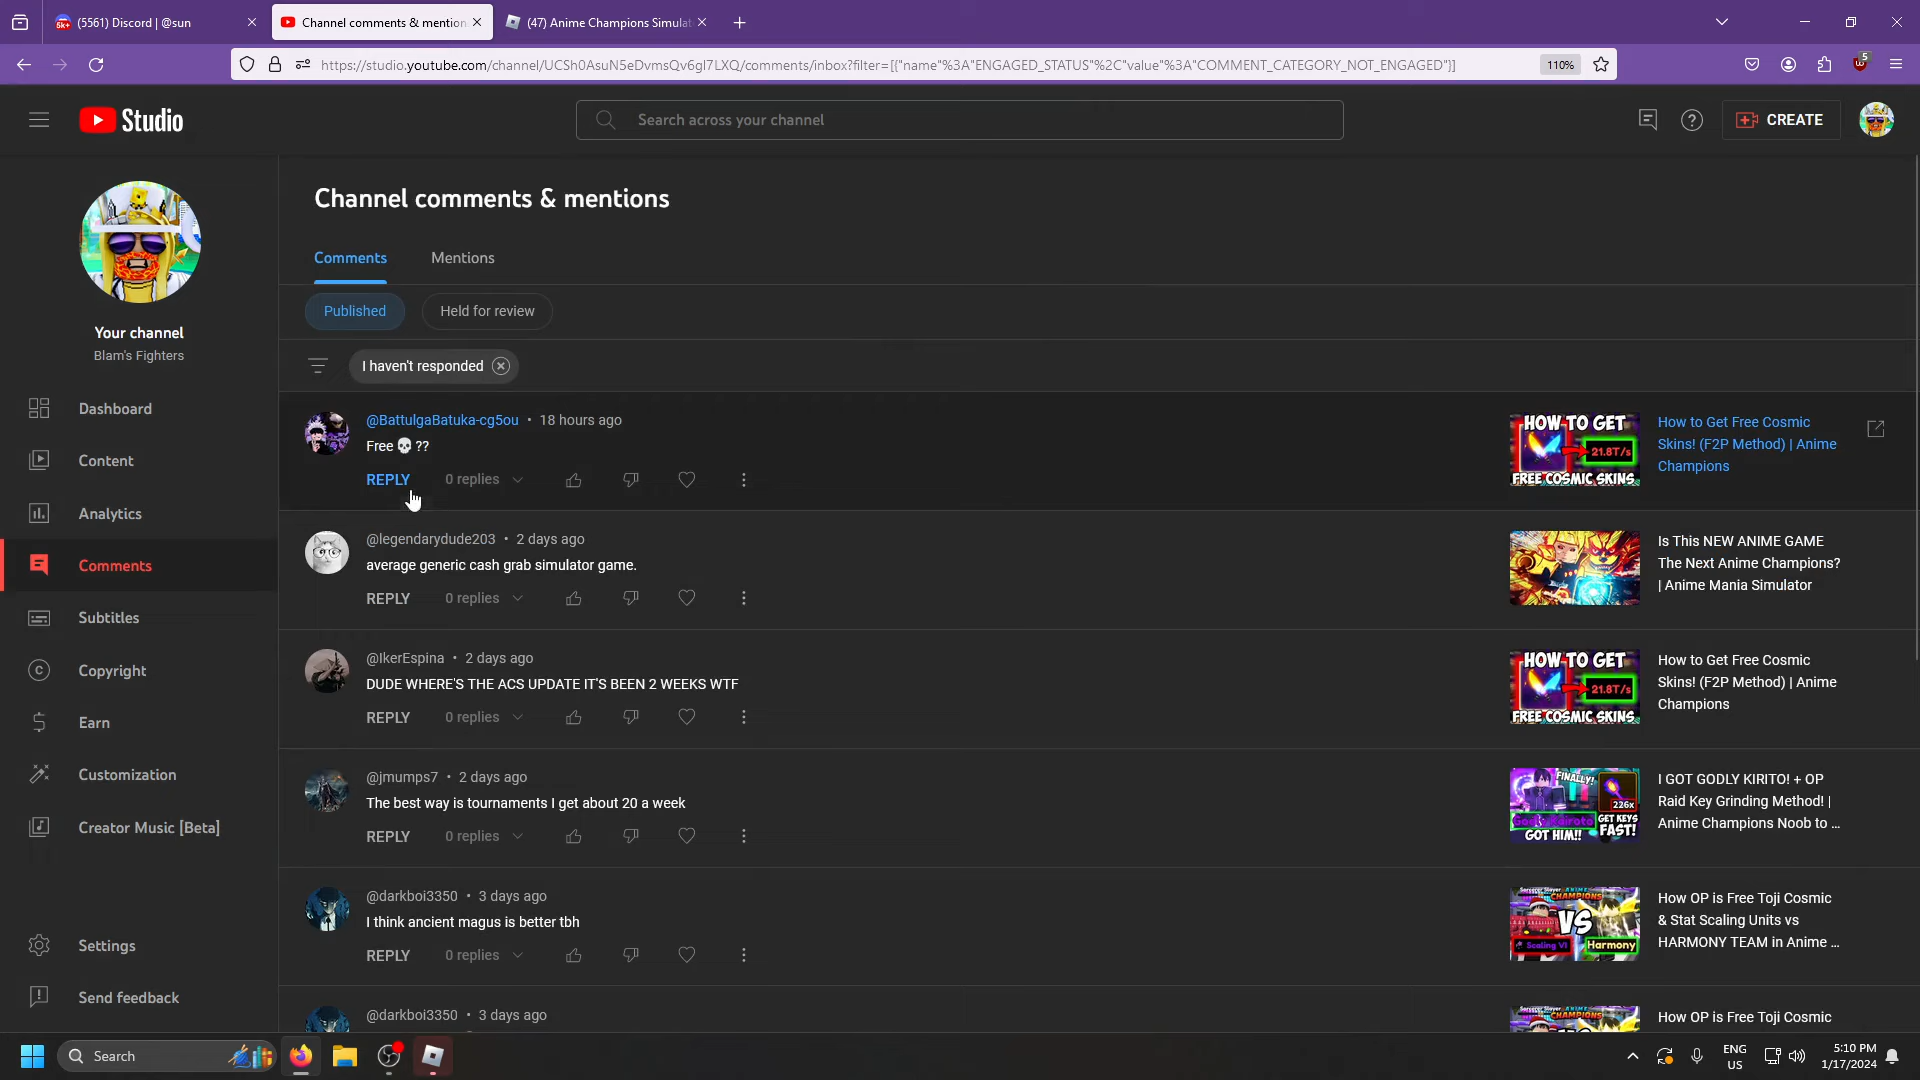 (5561) Discord | @sun
Channel comments & mention
(47) Anime Champions Simulat
https://studio.youtube.com/channel/UCSh0AsuN5eDvmsQv6gl7LXQ/comments/inbox?filter=[{"name"%3A"ENGAGED_STATUS"%2C"value"%3A"COMMENT_CATEGORY_NOT_ENGAGED"}]
110%
5
Studio
Search across your channel
CREATE
Channel comments & mentions
Your channel
Blam's Fighters
Comments
Mentions
Published
Held for review
I haven't responded
Dashboard
Content
Analytics
Comments
Subtitles
Copyright
Earn
Customization
Creator Music [Beta]
Settings
Send feedback
@BattulgaBatuka-cg5ou • 18 hours ago
Free 💀 ??
REPLY 0 replies
HOW TO GET
21.8T/s
FREE COSMIC SKINS
How to Get Free Cosmic
Skins! (F2P Method) | Anime
Champions
@legendarydude203 • 2 days ago
average generic cash grab simulator game.
REPLY 0 replies
Is This NEW ANIME GAME
The Next Anime Champions?
| Anime Mania Simulator
@IkerEspina • 2 days ago
DUDE WHERE'S THE ACS UPDATE IT'S BEEN 2 WEEKS WTF
REPLY 0 replies
HOW TO GET
21.8T/s
FREE COSMIC SKINS
How to Get Free Cosmic
Skins! (F2P Method) | Anime
Champions
@jmumps7 • 2 days ago
The best way is tournaments I get about 20 a week
REPLY 0 replies
FINALLY!
226x
GET KEYS
FAST!
GOT HIM!!
I GOT GODLY KIRITO! + OP
Raid Key Grinding Method! |
Anime Champions Noob to ...
@darkboi3350 • 3 days ago
I think ancient magus is better tbh
REPLY 0 replies
ANIME
CHAMPIONS
VS
Scaling VI
Harmony
How OP is Free Toji Cosmic
& Stat Scaling Units vs
HARMONY TEAM in Anime ...
@darkboi3350 • 3 days ago
How OP is Free Toji Cosmic
Search
ENG
US
5:10 PM
1/17/2024